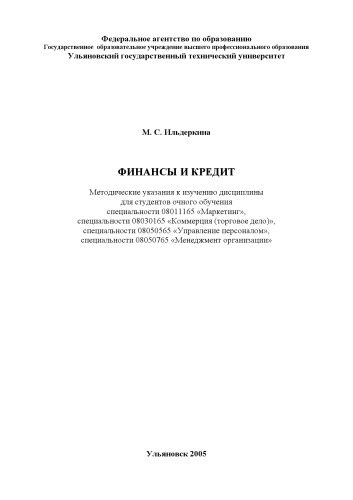 Федеральное агентство по образованию
Государственное образовательное учреждение высшего профессионального образования
Ульяновский государственный технический университет
М. С. Ильдеркина
ФИНАНСЫ И КРЕДИТ
Методические указания к изучению дисциплины
для студентов очного обучения
специальности 08011165 «Маркетинг»,
специальности 08030165 «Коммерция (торговое дело)»,
специальности 08050565 «Управление персоналом»,
специальности 08050765 «Менеджмент организации»
Ульяновск 2005